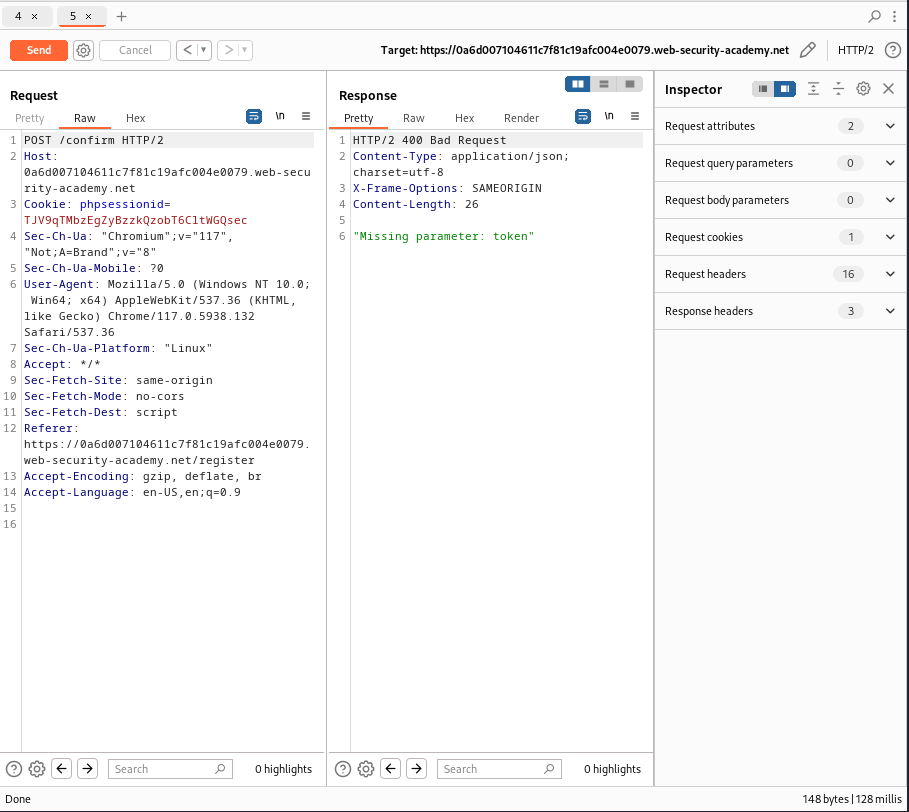 4 × 5 × +
Send Cancel < ▾ > ▾ Target: https://0a6d007104611c7f81c19afc004e0079.web-security-academy.net HTTP/2 ?
Request
Pretty Raw Hex \n ≡
1 POST /confirm HTTP/2
2 Host:
0a6d007104611c7f81c19afc004e0079.web-secu
rity-academy.net
3 Cookie: phpsessionid=
TJV9qTMbzEgZyBzzkQzobT6CltWGQsec
4 Sec-Ch-Ua: "Chromium";v="117",
"Not;A=Brand";v="8"
5 Sec-Ch-Ua-Mobile: ?0
6 User-Agent: Mozilla/5.0 (Windows NT 10.0;
Win64; x64) AppleWebKit/537.36 (KHTML,
like Gecko) Chrome/117.0.5938.132
Safari/537.36
7 Sec-Ch-Ua-Platform: "Linux"
8 Accept: */*
9 Sec-Fetch-Site: same-origin
10 Sec-Fetch-Mode: no-cors
11 Sec-Fetch-Dest: script
12 Referer:
https://0a6d007104611c7f81c19afc004e0079.
web-security-academy.net/register
13 Accept-Encoding: gzip, deflate, br
14 Accept-Language: en-US,en;q=0.9
15
16
? Search 0 highlights
Response
Pretty Raw Hex Render \n ≡
1 HTTP/2 400 Bad Request
2 Content-Type: application/json;
charset=utf-8
3 X-Frame-Options: SAMEORIGIN
4 Content-Length: 26
5
6 "Missing parameter: token"
? Search 0 highlights
Inspector
Request attributes 2
Request query parameters 0
Request body parameters 0
Request cookies 1
Request headers 16
Response headers 3
Done 148 bytes | 128 millis